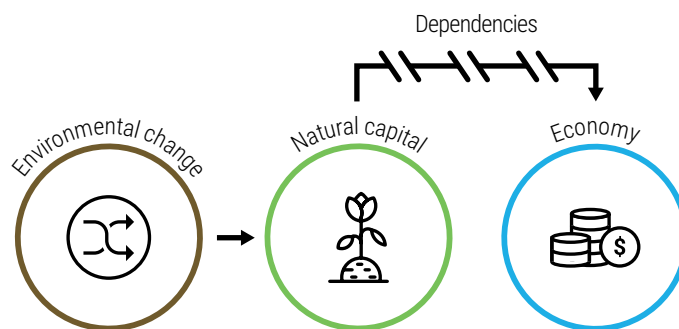 Dependencies
Environmental change
Natural capital
Economy
$